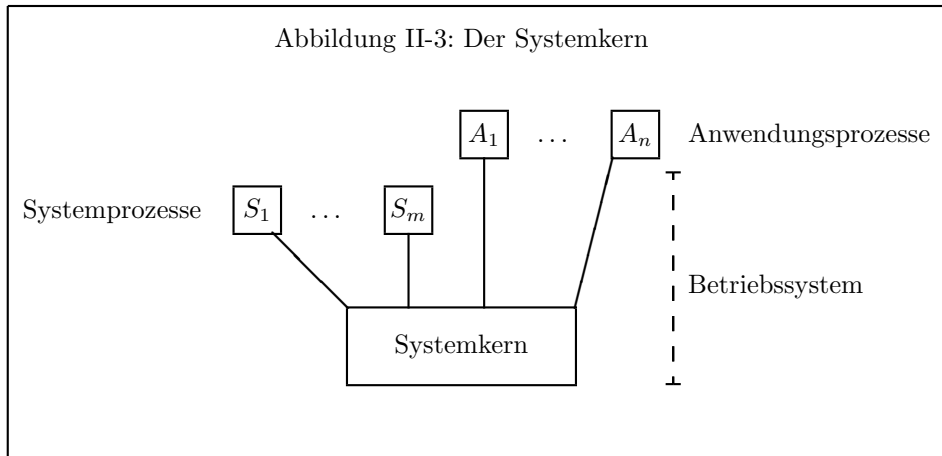 Abbildung II-3: Der Systemkern
A₁ ... Aₙ Anwendungsprozesse
Systemprozesse S₁ ... Sₘ
Betriebssystem
Systemkern